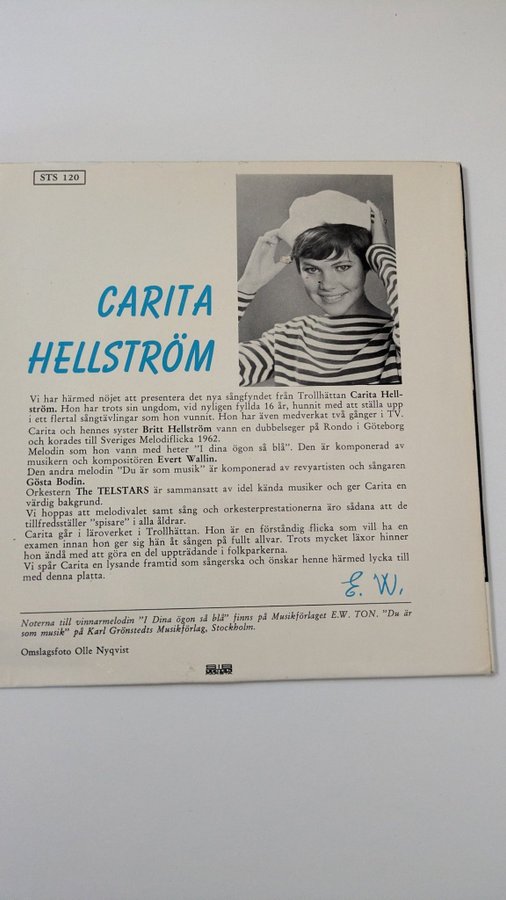 STS 120
CARITA
HELLSTRÖM
Vi har härmed nöjet att presentera det nya sångfyndet från Trollhättan Carita Hell-
ström. Hon har trots sin ungdom, vid nyligen fyllda 16 år, hunnit med att ställa upp
i ett flertal sångtävlingar som hon vunnit. Hon har även medverkat två gånger i TV.
Carita och hennes syster Britt Hellström vann en dubbelseger på Rondo i Göteborg
och korades till Sveriges Melodiflicka 1962.
Melodin som hon vann med heter "I dina ögon så blå". Den är komponerad av
musikern och kompositören Evert Wallin.
Den andra melodin "Du är som musik" är komponerad av revyartisten och sångaren
Gösta Bodin.
Orkestern The TELSTARS är sammansatt av idel kända musiker och ger Carita en
värdig bakgrund.
Vi hoppas att melodivalet samt sång och orkesterprestationerna äro sådana att de
tillfredsställer "spisare" i alla åldrar.
Carita går i läroverket i Trollhättan. Hon är en förståndig flicka som vill ha en
examen innan hon ger sig hän åt sången på fullt allvar. Trots mycket läxor hinner
hon ändå med att göra en del uppträdande i folkparkerna.
Vi spår Carita en lysande framtid som sångerska och önskar henne härmed lycka till
med denna platta.
E. W.
Noterna till vinnarmelodin "I Dina ögon så blå" finns på Musikförlaget E.W. TON. "Du är
som musik" på Karl Grönstedts Musikförlag, Stockholm.
Omslagsfoto Olle Nyqvist